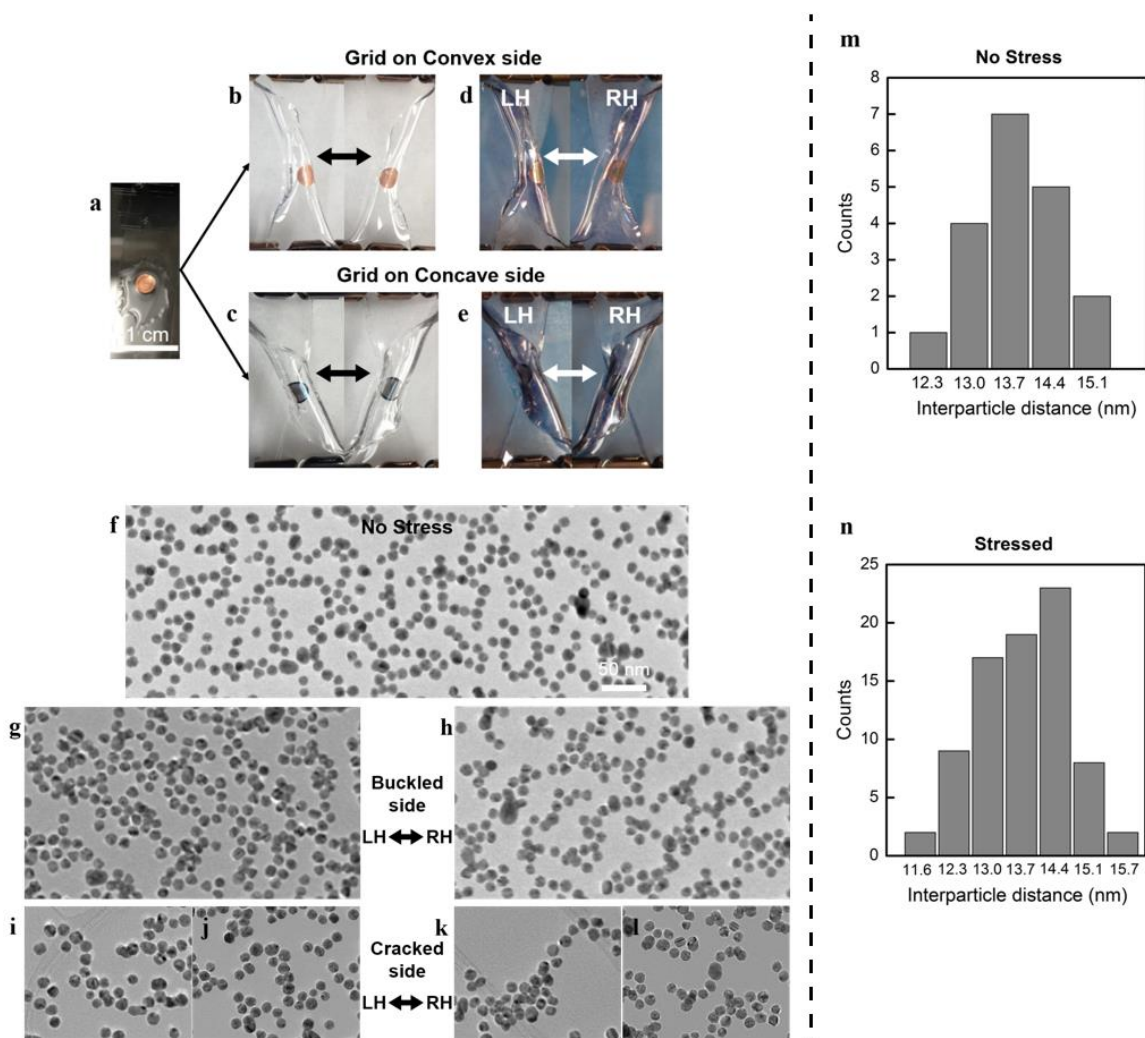 Grid on Convex side
b
d
LH
RH
a
1 cm
Grid on Concave side
c
e
LH
RH
f
No Stress
50 nm
g
h
Buckled
side
LH
RH
i
j
Cracked
side
LH
RH
k
l
m
No Stress
Counts
8
7
6
5
4
3
2
1
0
12.3 13.0 13.7 14.4 15.1
Interparticle distance (nm)
n
Stressed
Counts
25
20
15
10
5
0
11.6 12.3 13.0 13.7 14.4 15.1 15.7
Interparticle distance (nm)